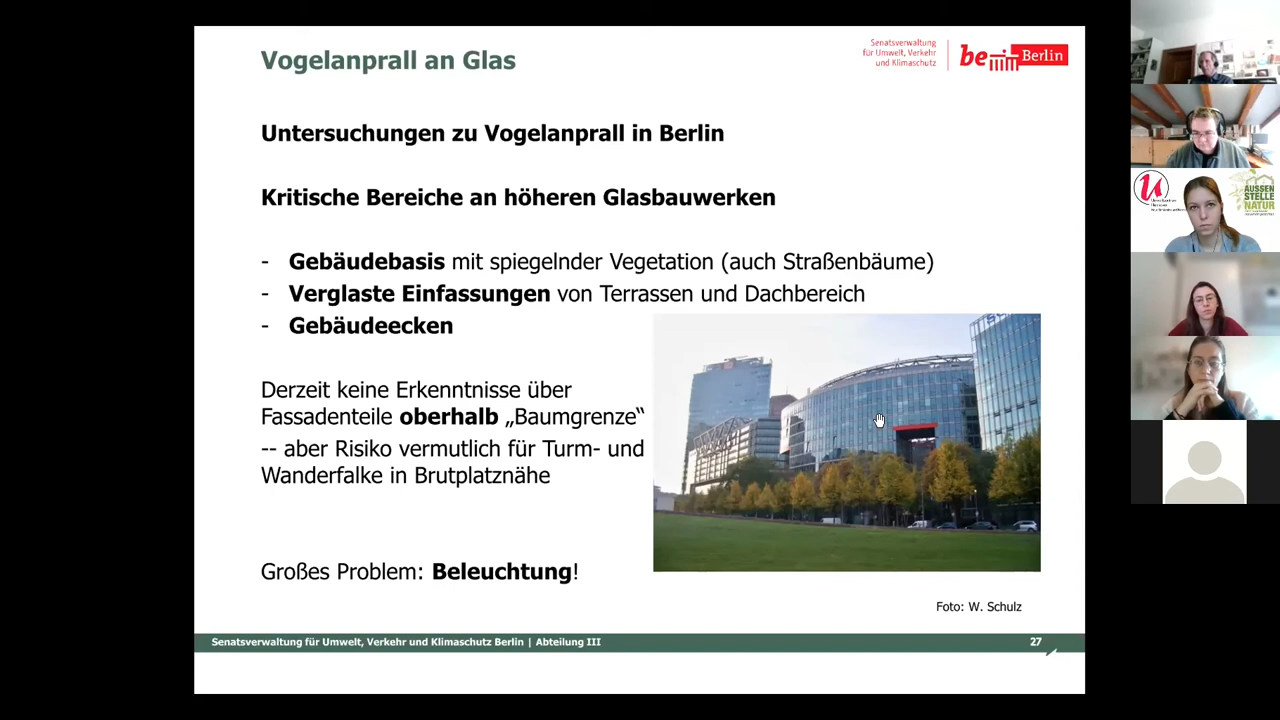 Vogelanprall an Glas
Senatsverwaltung
für Umwelt, Verkehr
und Klimaschutz
be Berlin
Untersuchungen zu Vogelanprall in Berlin
Kritische Bereiche an höheren Glasbauwerken
- Gebäudebasis mit spiegelnder Vegetation (auch Straßenbäume)
- Verglaste Einfassungen von Terrassen und Dachbereich
- Gebäudeecken
Derzeit keine Erkenntnisse über
Fassadenteile oberhalb „Baumgrenze“
-- aber Risiko vermutlich für Turm- und
Wanderfalke in Brutplatznähe
Großes Problem: Beleuchtung!
Foto: W. Schulz
Senatsverwaltung für Umwelt, Verkehr und Klimaschutz Berlin | Abteilung III
27
AUSSEN
STELLE
NATUR